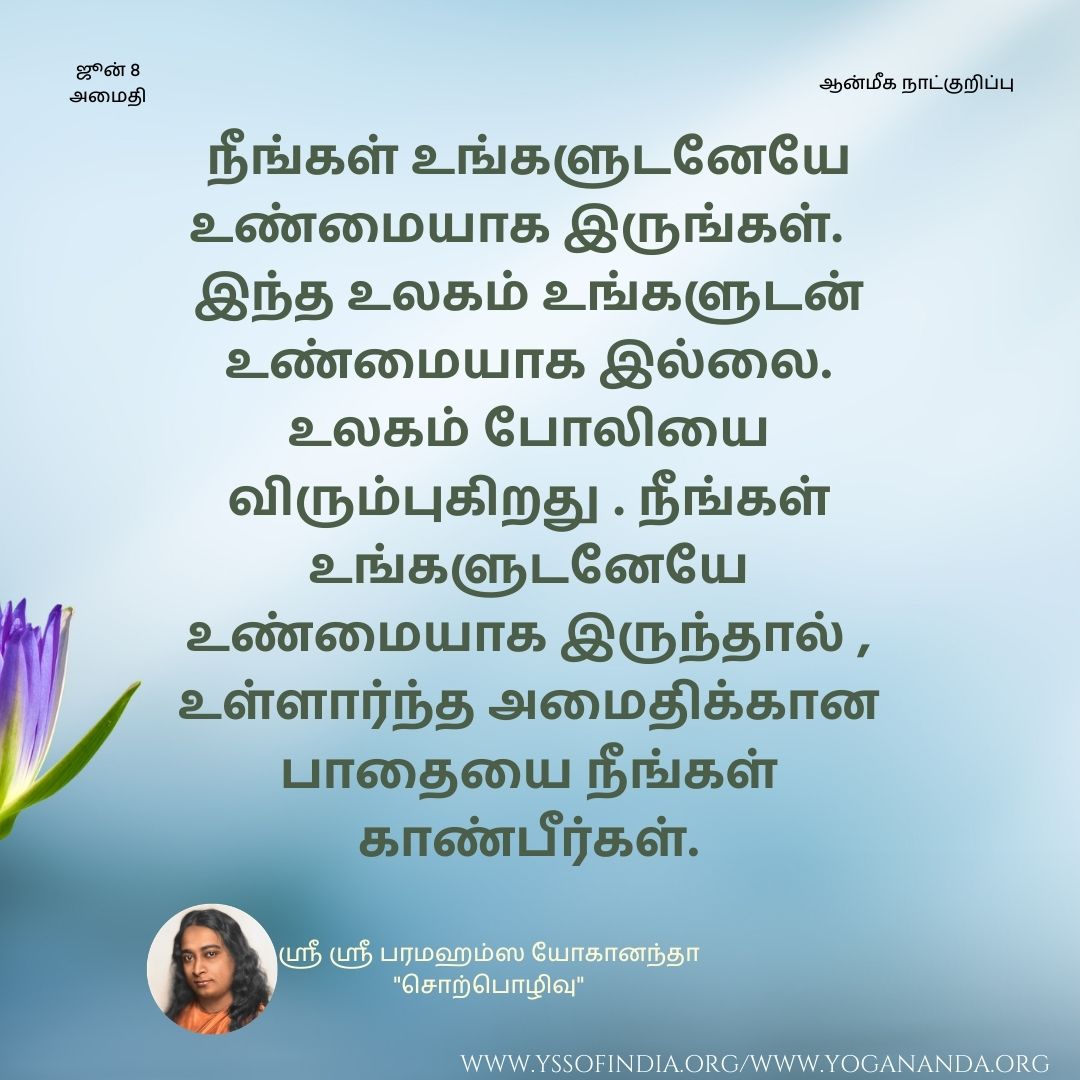 ஜூன் 8
அமைதி
ஆன்மீக நாட்குறிப்பு
நீங்கள் உங்களுடனேயே
உண்மையாக இருங்கள்.
இந்த உலகம் உங்களுடன்
உண்மையாக இல்லை.
உலகம் போலியை
விரும்புகிறது . நீங்கள்
உங்களுடனேயே
உண்மையாக இருந்தால் ,
உள்ளார்ந்த அமைதிக்கான
பாதையை நீங்கள்
காண்பீர்கள்.
ஸ்ரீ ஸ்ரீ பரமஹம்ஸ யோகானந்தா
"சொற்பொழிவு"
WWW.YSSOFINDIA.ORG/WWW.YOGANANDA.ORG